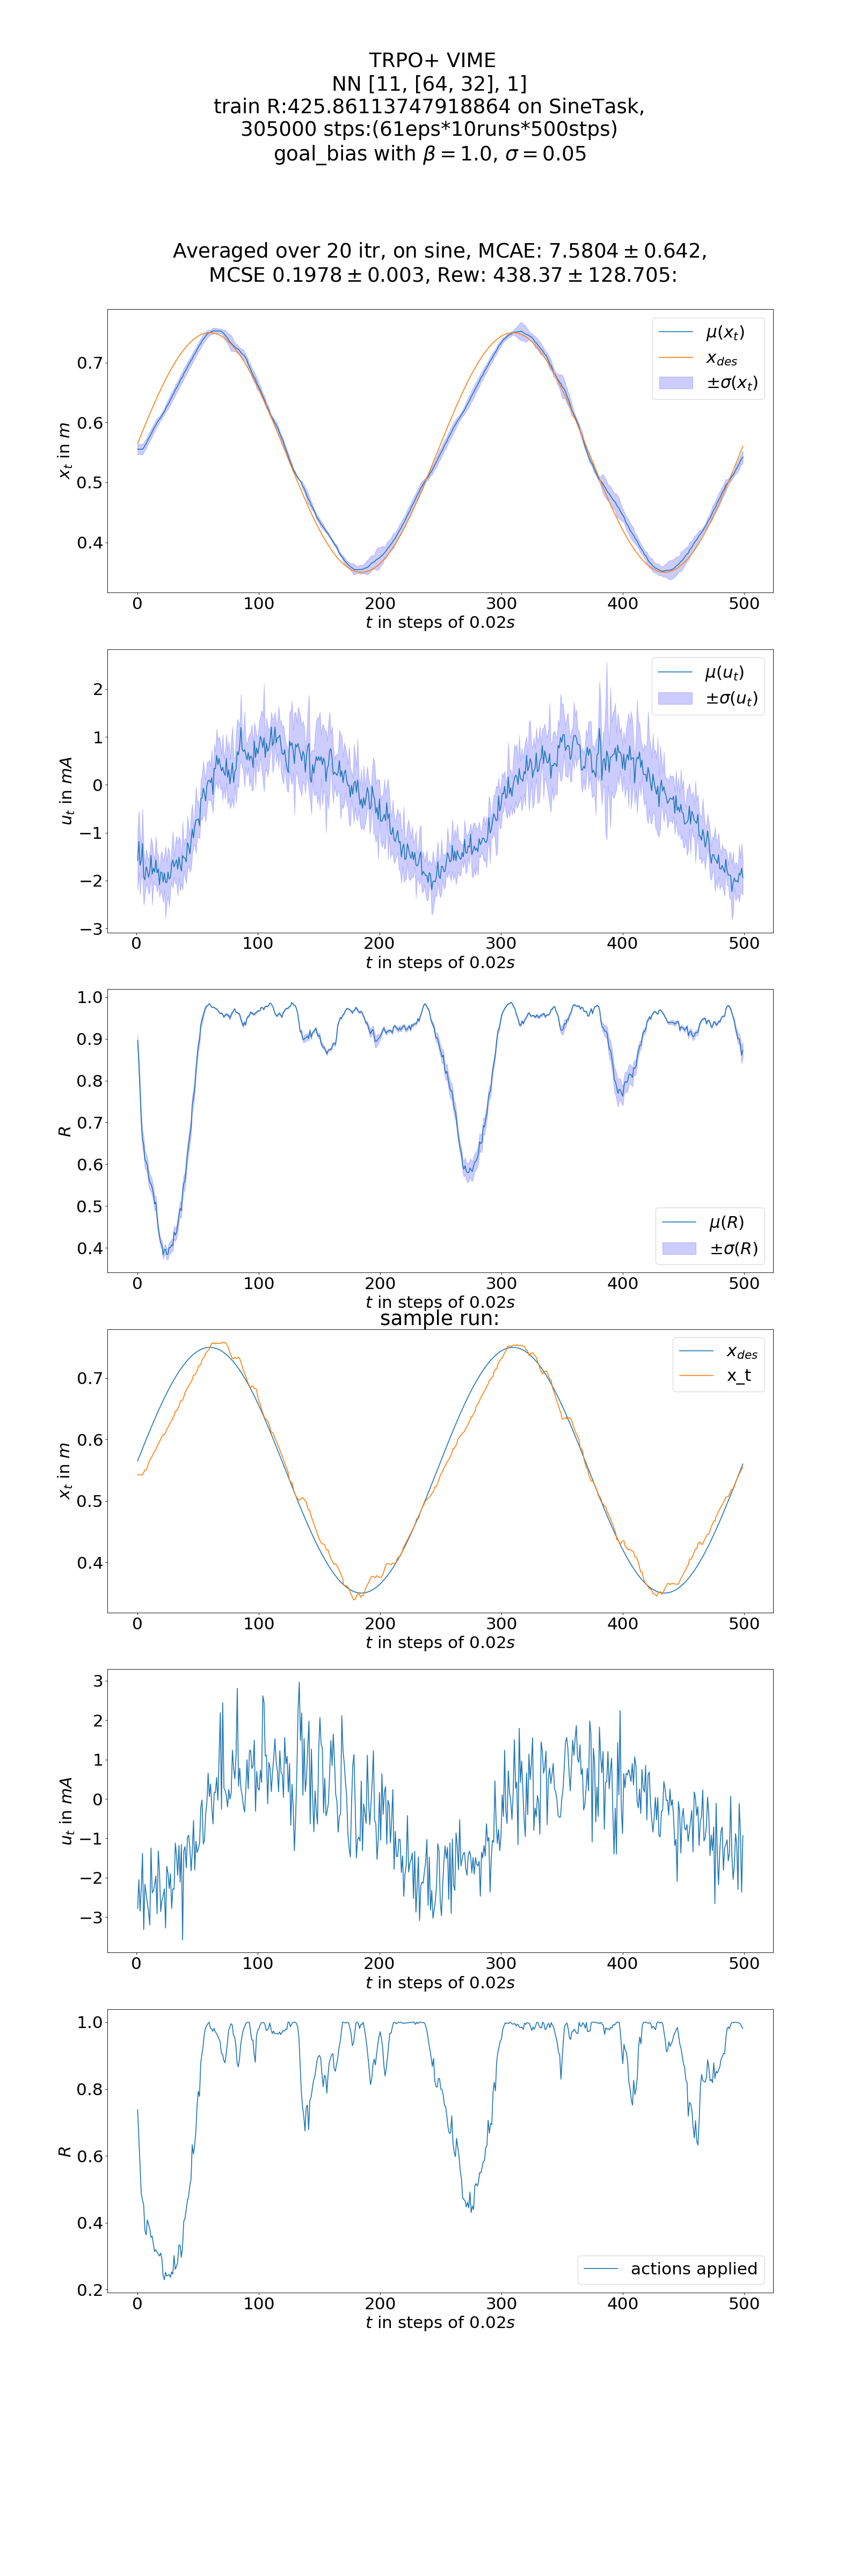 TRPO+ VIME
NN [11, [64, 32], 1]
train R:425.86113747918864 on SineTask,
305000 stps:(61eps*10runs*500stps)
goal_bias with β = 1.0, σ = 0.05
Averaged over 20 itr, on sine, MCAE: 7.5804 ± 0.642,
MCSE 0.1978 ± 0.003, Rew: 438.37 ± 128.705:
0.7
0.6
0.5
0.4
x_t in m
μ(x_t)
x_des
±σ(x_t)
0 100 200 300 400 500
t in steps of 0.02s
2
1
0
−1
−2
−3
u_t in mA
μ(u_t)
±σ(u_t)
0 100 200 300 400 500
t in steps of 0.02s
1.0
0.9
0.8
0.7
0.6
0.5
0.4
R
μ(R)
±σ(R)
0 100 200 300 400 500
t in steps of 0.02s
sample run:
0.7
0.6
0.5
0.4
x_t in m
x_des
x_t
0 100 200 300 400 500
t in steps of 0.02s
3
2
1
0
−1
−2
−3
u_t in mA
0 100 200 300 400 500
t in steps of 0.02s
1.0
0.8
0.6
0.4
0.2
R
actions applied
0 100 200 300 400 500
t in steps of 0.02s